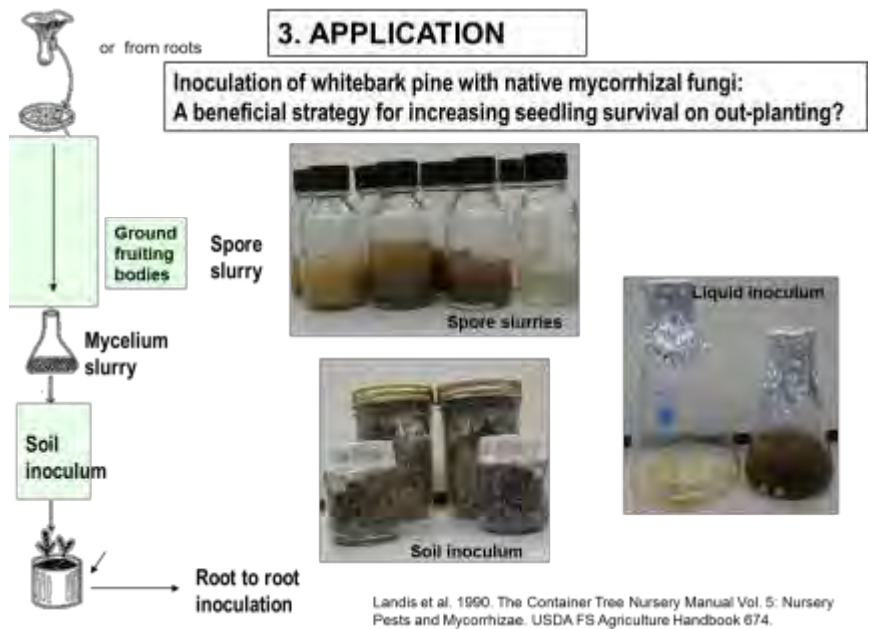 or from roots
3. APPLICATION
Inoculation of whitebark pine with native mycorrhizal fungi:
A beneficial strategy for increasing seedling survival on out-planting?
Ground
fruiting
bodies
Spore
slurry
Spore slurries
Liquid inoculum
Mycelium
slurry
Soil
inoculum
Soil inoculum
Root to root
inoculation
Landis et al. 1990. The Container Tree Nursery Manual Vol. 5: Nursery
Pests and Mycorrhizae. USDA FS Agriculture Handbook 674.